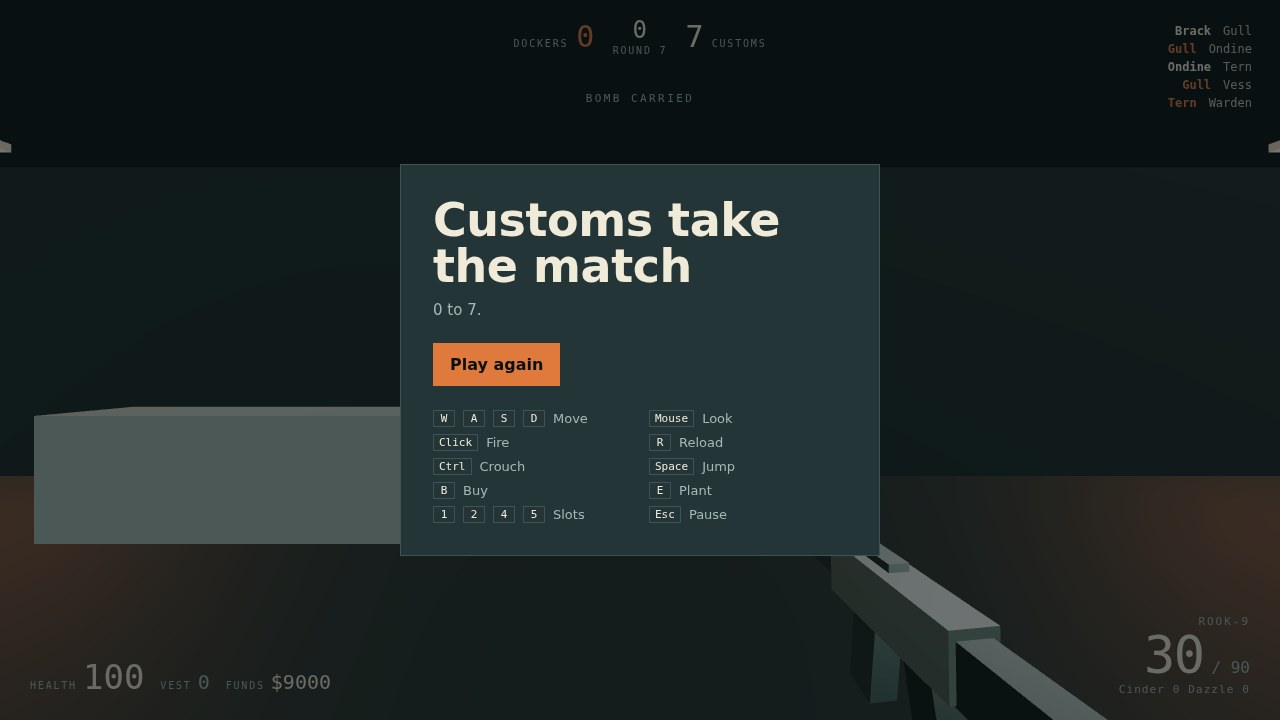 DOCKERS 0 0 7 CUSTOMS
ROUND 7
BOMB CARRIED
Brack Gull
Gull Ondine
Ondine Tern
Gull Vess
Tern Warden
Customs take
the match
0 to 7.
Play again
W A S D Move
Mouse Look
Click Fire
R Reload
Ctrl Crouch
Space Jump
B Buy
E Plant
1 2 4 5 Slots
Esc Pause
HEALTH 100 VEST 0 FUNDS $9000
ROOK-9
30 / 90
Cinder 0 Dazzle 0